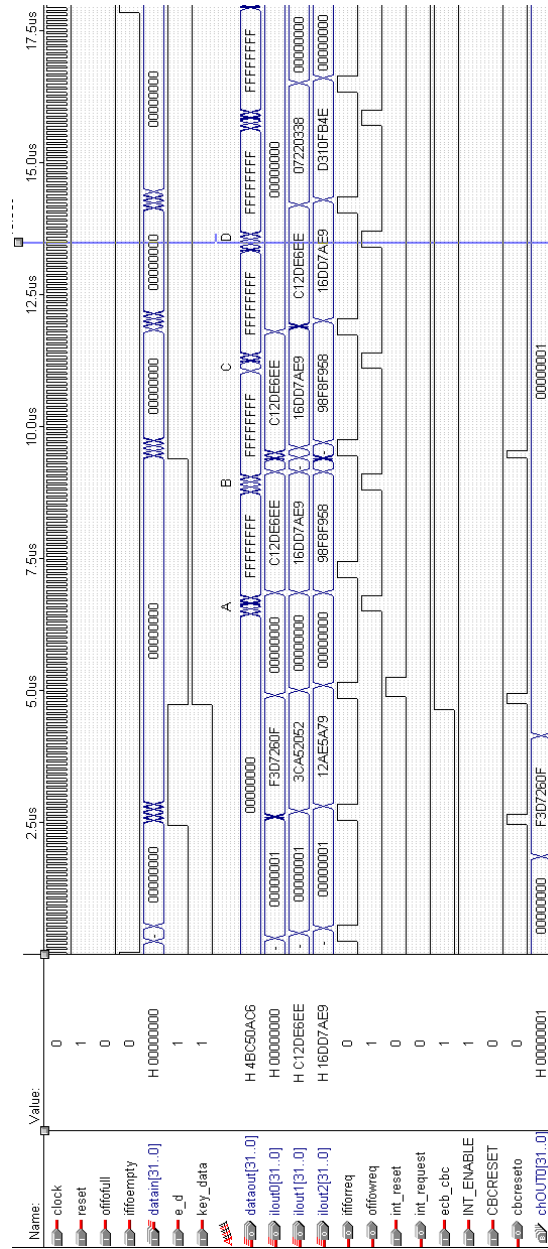 Name: Value: 2.5us 5.0us 7.5us 10.0us 12.5us 15.0us 17.5us
clock 0
reset 1
ofifofull 0
ififoempty 0
datain[31..0] H 00000000 - 00000000 00000000 00000000 00000000 00000000
e_d 1
key_data 1
A B C D
dataout[31..0] H 4BC50AC6 00000000 FFFFFFFF FFFFFFFF FFFFFFFF FFFFFFFF FFFFFFFF
ilout0[31..0] H 00000000 - 00000001 F3D7260F 00000000 C12DE6EE C12DE6EE 00000000
ilout1[31..0] H C12DE6EE - 00000001 3CA52052 00000000 16DD7AE9 - 16DD7AE9 C12DE6EE 07220338 00000000
ilout2[31..0] H 16DD7AE9 - 00000001 12AE5A79 00000000 98F8F958 - 98F8F958 16DD7AE9 D310FB4E 00000000
ififorreq 0
ofifowreq 1
int_reset 0
int_request 0
ecb_cbc 1
INT_ENABLE 1
CBCRESET 0
cbcreseto 0
chOUT0[31..0] H 00000001 00000000 F3D7260F 00000001